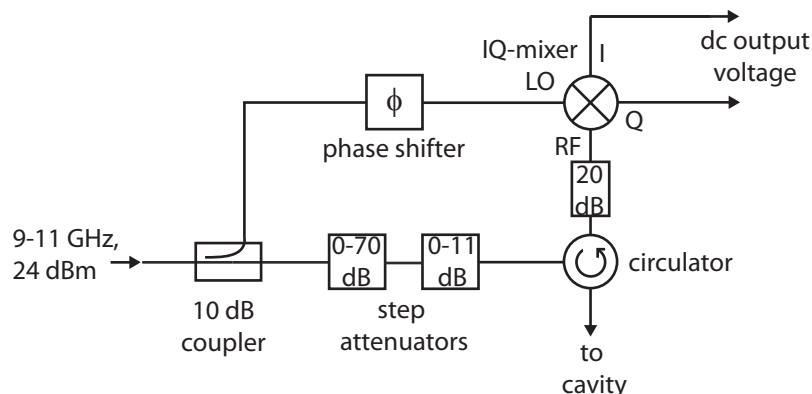 IQ-mixer
I
LO
dc output
voltage
ϕ
Q
phase shifter
RF
20
dB
9-11 GHz,
24 dBm
0-70
dB
0-11
dB
circulator
10 dB
coupler
step
attenuators
to
cavity